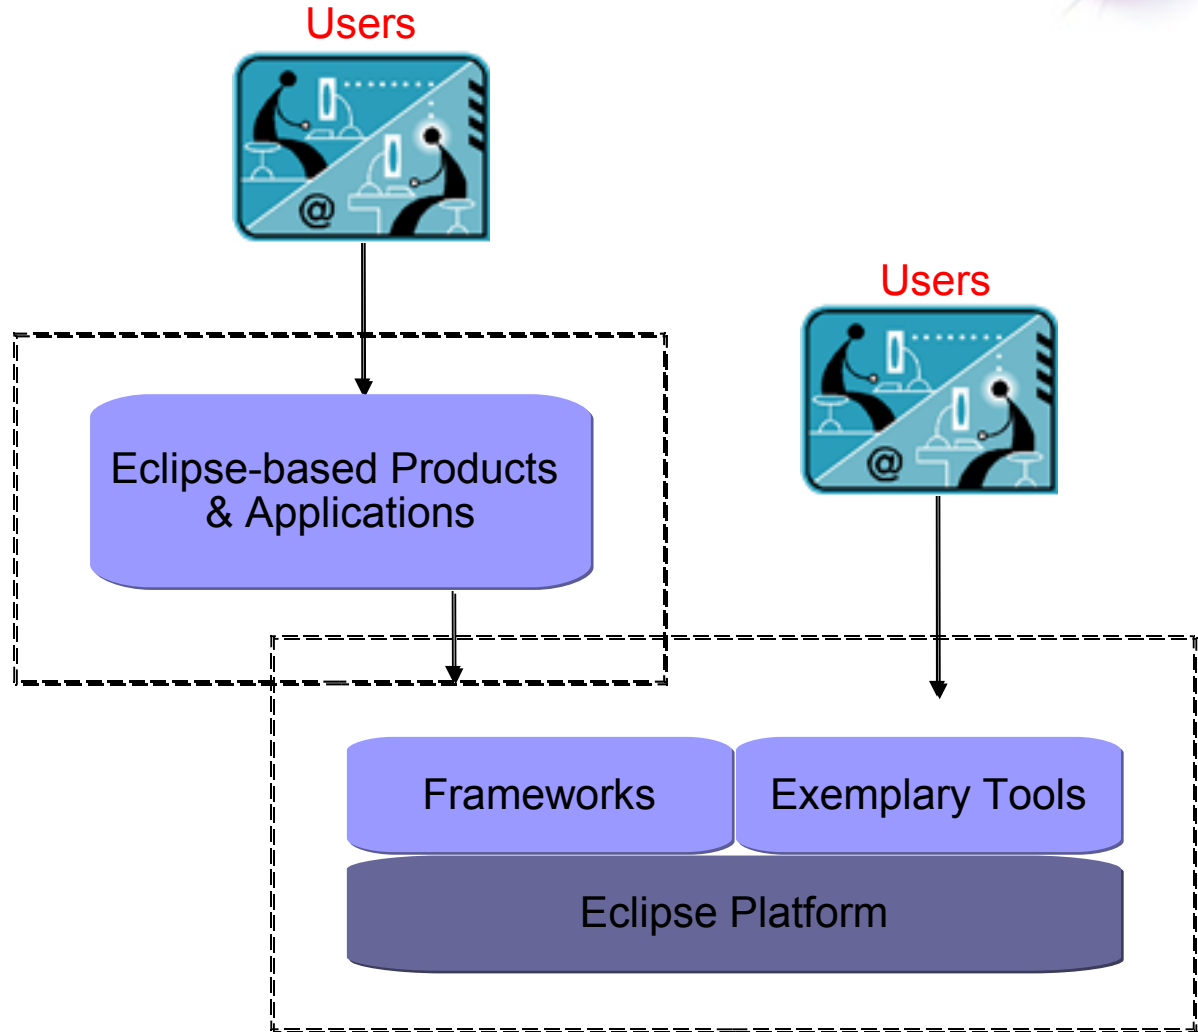 Users
@
Users
@
Eclipse-based Products
& Applications
Frameworks
Exemplary Tools
Eclipse Platform